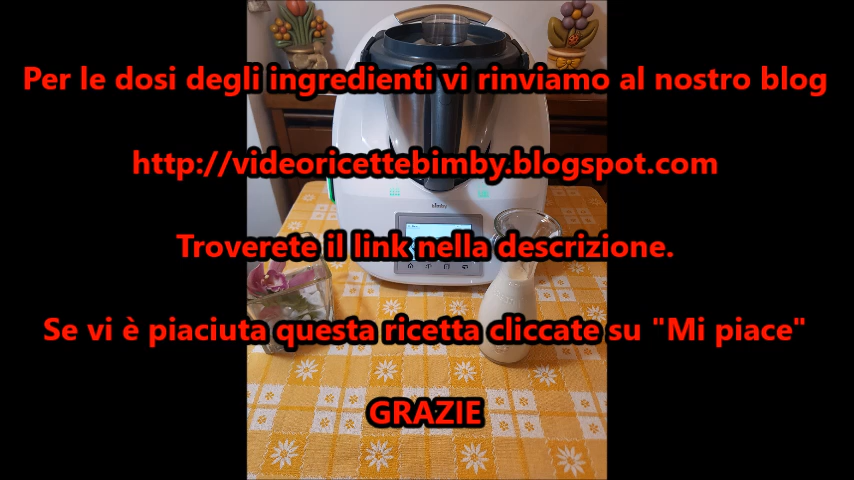 Per le dosi degli ingredienti vi rinviamo al nostro blog
http://videoricettebimby.blogspot.com
bimby
Troverete il link nella descrizione.
Se vi è piaciuta questa ricetta cliccate su "Mi piace"
GRAZIE